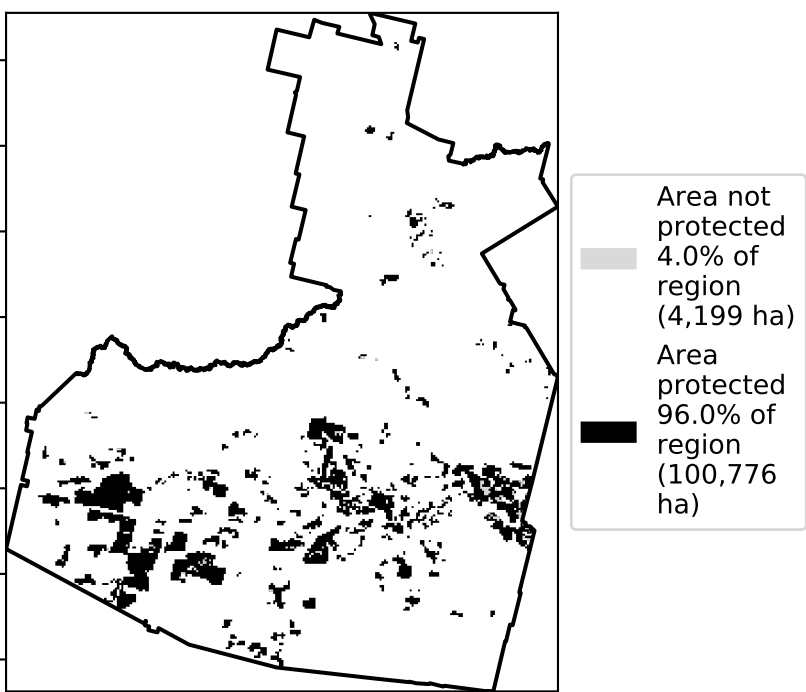 Area not
protected
4.0% of
region
(4,199 ha)
Area
protected
96.0% of
region
(100,776
ha)